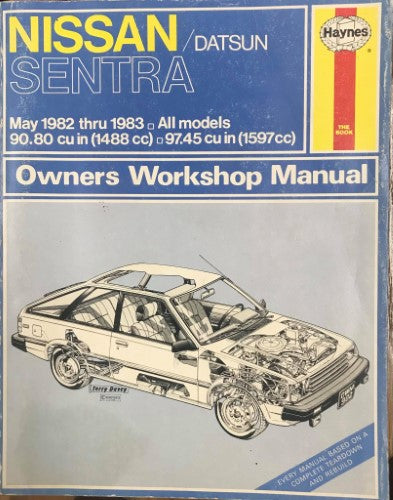 NISSAN / DATSUN
SENTRA
Haynes
®
THE
BOOK
May 1982 thru 1983 □ All models
90.80 cu in (1488 cc) □ 97.45 cu in (1597cc)
Owners Workshop Manual
Terry Davey
EVERY MANUAL BASED ON A
COMPLETE TEARDOWN
AND REBUILD